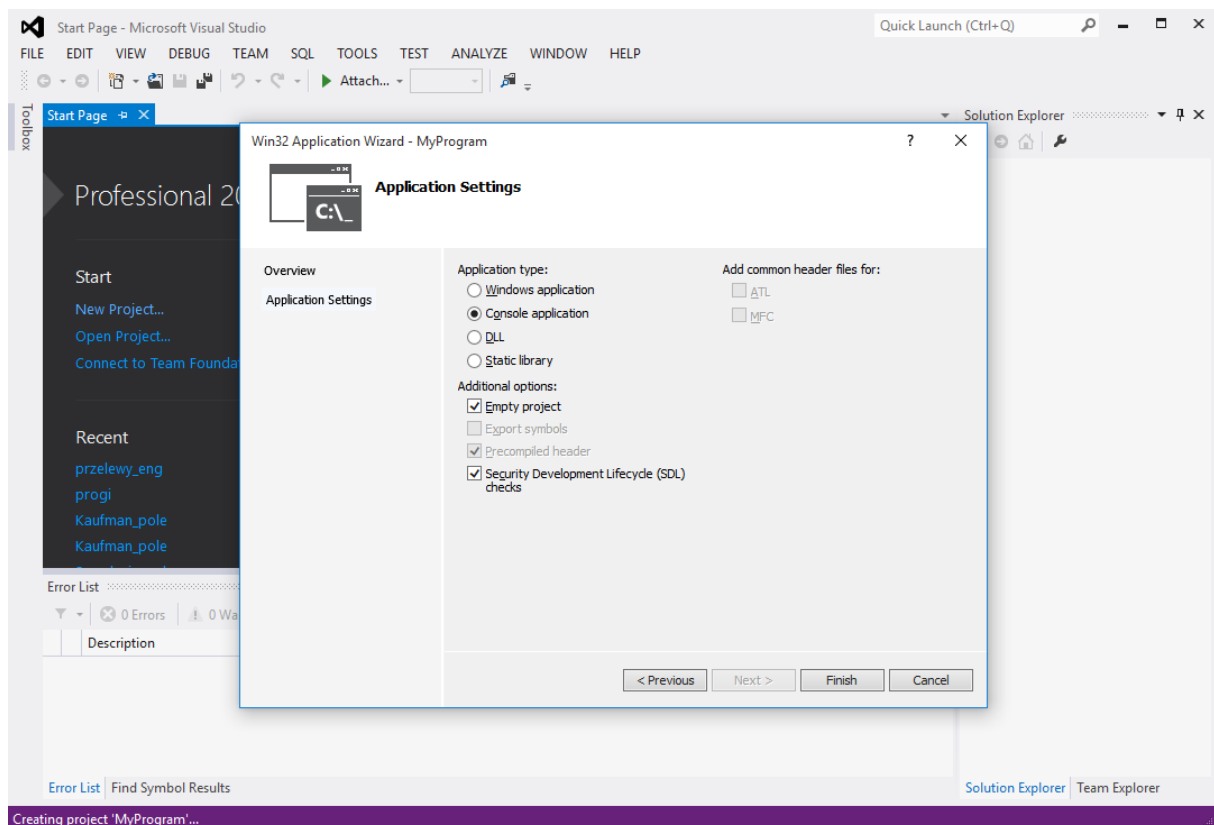 Start Page - Microsoft Visual Studio
Quick Launch (Ctrl+Q)
FILE EDIT VIEW DEBUG TEAM SQL TOOLS TEST ANALYZE WINDOW HELP
Attach...
Toolbox
Start Page
Solution Explorer
Win32 Application Wizard - MyProgram
?
C:\_
Application Settings
Professional 20
Overview
Application Settings
Application type:
Windows application
Console application
DLL
Static library
Additional options:
Empty project
Export symbols
Precompiled header
Security Development Lifecycle (SDL)
checks
Add common header files for:
ATL
MFC
Start
New Project...
Open Project...
Connect to Team Founda
Recent
przelewy_eng
progi
Kaufman_pole
Kaufman_pole
Error List
0 Errors 0 Wa
Description
< Previous Next > Finish Cancel
Error List Find Symbol Results
Solution Explorer Team Explorer
Creating project 'MyProgram'...